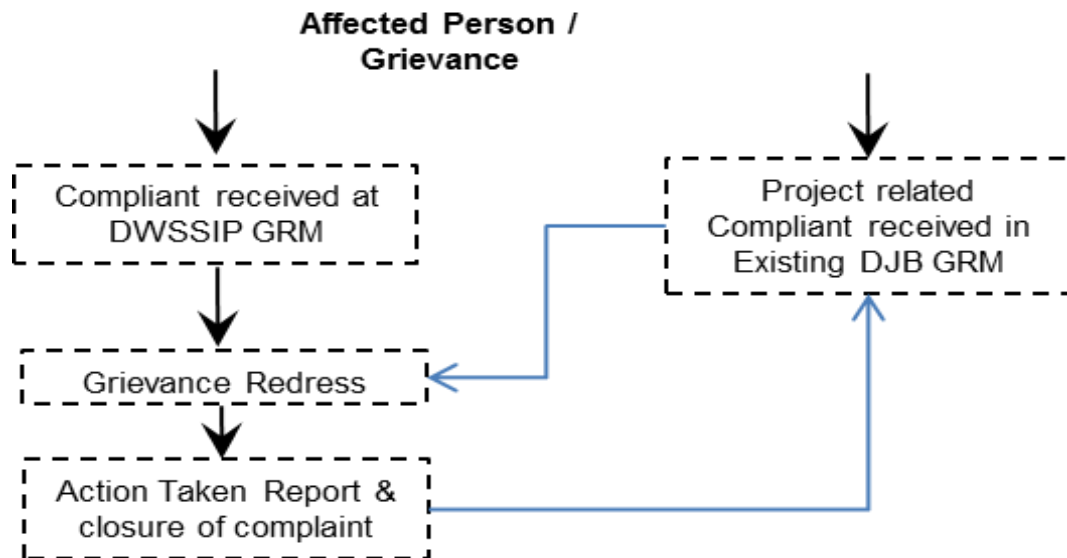 Affected Person /
Grievance
Compliant received at
DWSSIP GRM
Project related
Compliant received in
Existing DJB GRM
Grievance Redress
Action Taken Report &
closure of complaint